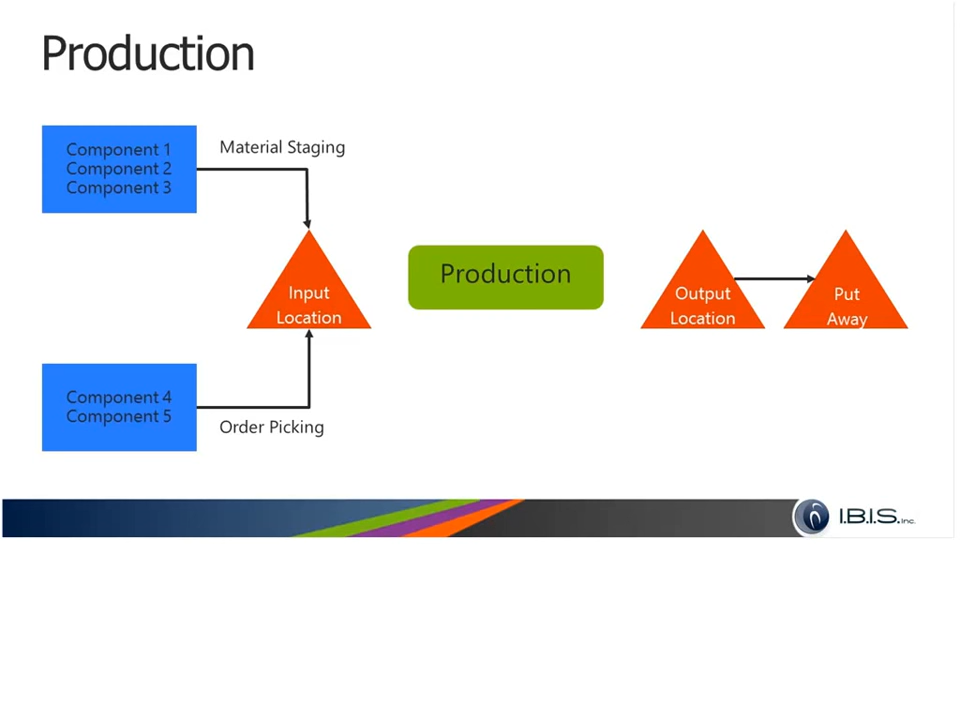 Production
Component 1
Component 2
Component 3
Material Staging
Input
Location
Production
Output
Location
Put
Away
Component 4
Component 5
Order Picking
I.B.I.S. Inc.